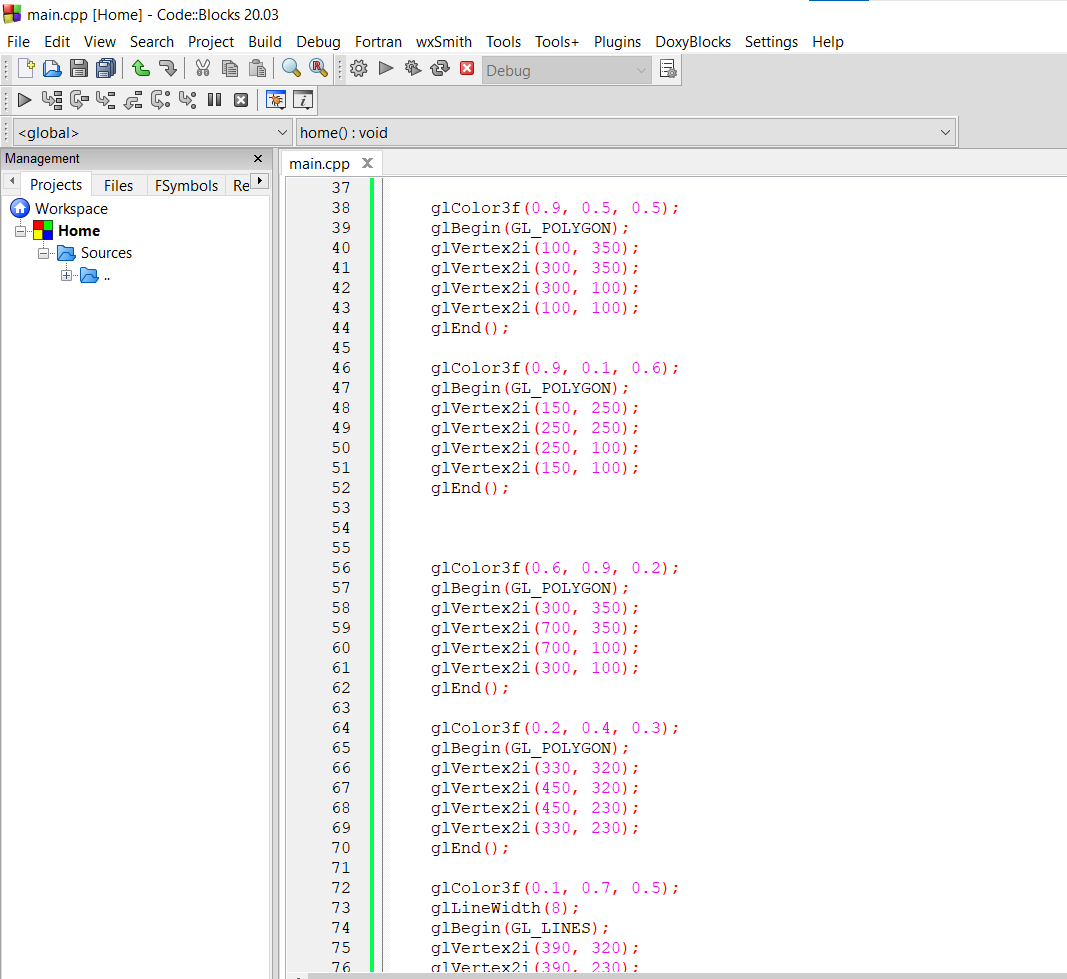 main.cpp [Home] - Code::Blocks 20.03
File Edit View Search Project Build Debug Fortran wxSmith Tools Tools+ Plugins DoxyBlocks Settings Help
Debug
<global> home() : void
Management
main.cpp
Projects Files FSymbols Re
Workspace
Home
Sources
..
37
38 glColor3f(0.9, 0.5, 0.5);
39 glBegin(GL_POLYGON);
40 glVertex2i(100, 350);
41 glVertex2i(300, 350);
42 glVertex2i(300, 100);
43 glVertex2i(100, 100);
44 glEnd();
45
46 glColor3f(0.9, 0.1, 0.6);
47 glBegin(GL_POLYGON);
48 glVertex2i(150, 250);
49 glVertex2i(250, 250);
50 glVertex2i(250, 100);
51 glVertex2i(150, 100);
52 glEnd();
53
54
55
56 glColor3f(0.6, 0.9, 0.2);
57 glBegin(GL_POLYGON);
58 glVertex2i(300, 350);
59 glVertex2i(700, 350);
60 glVertex2i(700, 100);
61 glVertex2i(300, 100);
62 glEnd();
63
64 glColor3f(0.2, 0.4, 0.3);
65 glBegin(GL_POLYGON);
66 glVertex2i(330, 320);
67 glVertex2i(450, 320);
68 glVertex2i(450, 230);
69 glVertex2i(330, 230);
70 glEnd();
71
72 glColor3f(0.1, 0.7, 0.5);
73 glLineWidth(8);
74 glBegin(GL_LINES);
75 glVertex2i(390, 320);
76 glVertex2i(390, 230);